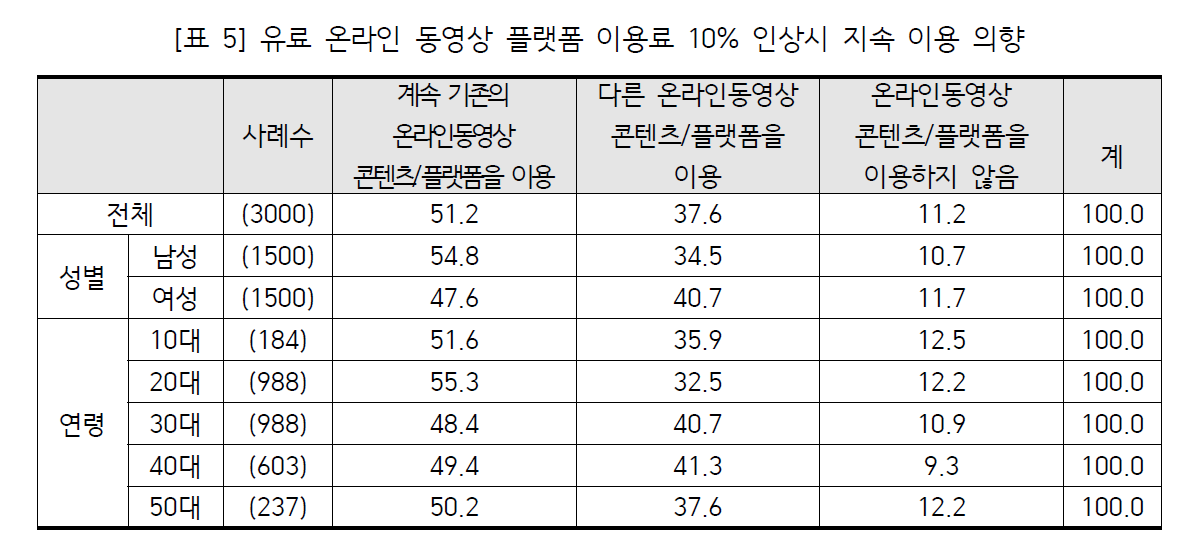 [표 5] 유료 온라인 동영상 플랫폼 이용료 10% 인상시 지속 이용 의향
사례수 계속 기존의 온라인동영상 콘텐츠/플랫폼을 이용 다른 온라인동영상 콘텐츠/플랫폼을 이용 온라인동영상 콘텐츠/플랫폼을 이용하지 않음 계
전체 (3000) 51.2 37.6 11.2 100.0
성별 남성 (1500) 54.8 34.5 10.7 100.0
여성 (1500) 47.6 40.7 11.7 100.0
연령 10대 (184) 51.6 35.9 12.5 100.0
20대 (988) 55.3 32.5 12.2 100.0
30대 (988) 48.4 40.7 10.9 100.0
40대 (603) 49.4 41.3 9.3 100.0
50대 (237) 50.2 37.6 12.2 100.0